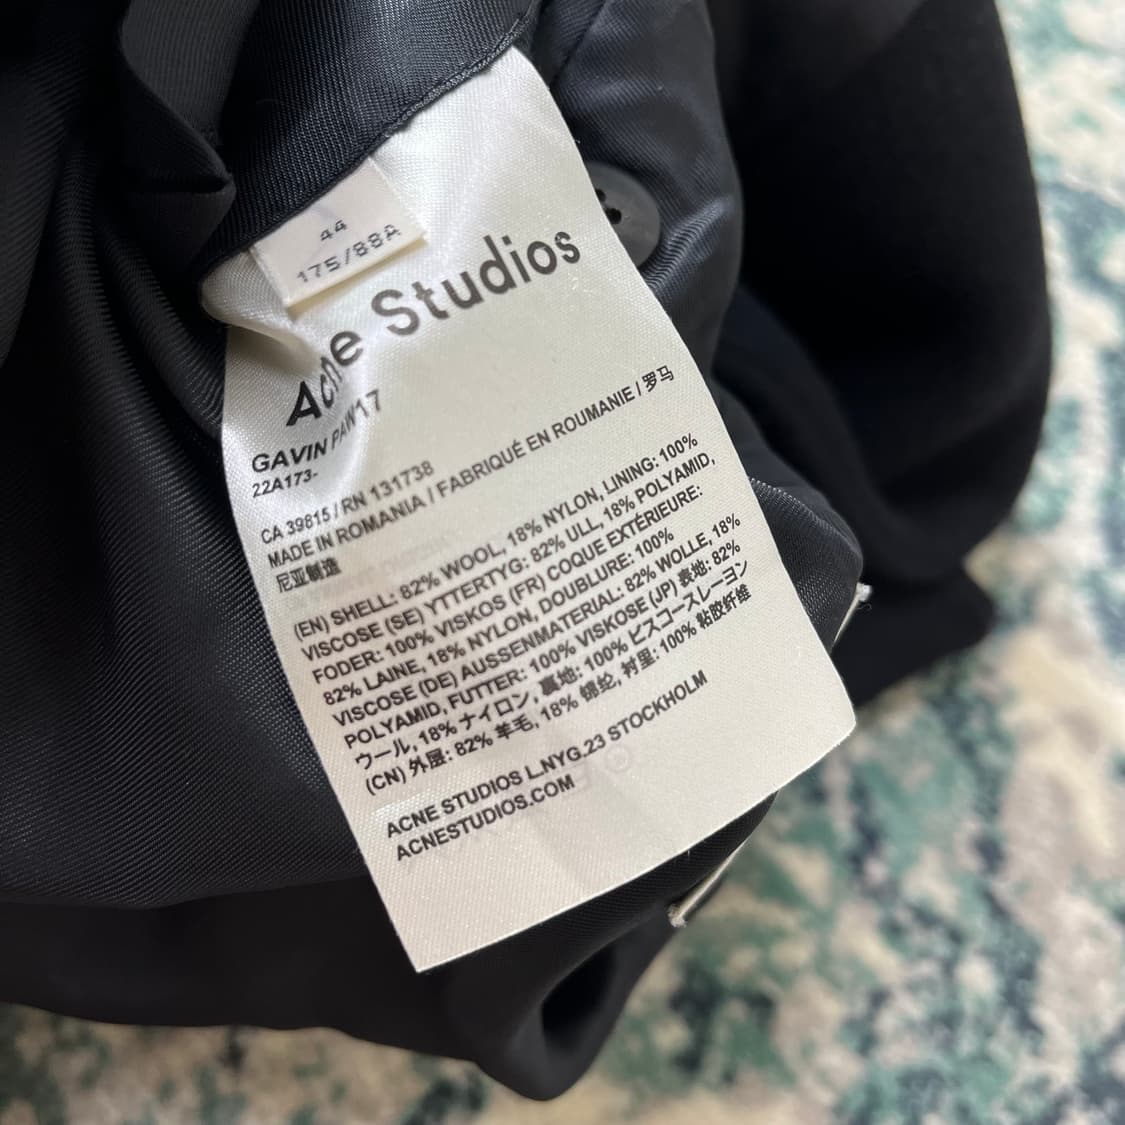 44
175/88A
Acne Studios
GAVIN PAW17
22A173-
CA 39815 / RN 131738
MADE IN ROMANIA / FABRIQUÉ EN ROUMANIE / 罗马
尼亚制造
(EN) SHELL: 82% WOOL, 18% NYLON, LINING: 100%
VISCOSE (SE) YTTERTYG: 82% ULL, 18% POLYAMID,
FODER: 100% VISKOS (FR) COQUE EXTÉRIEURE:
82% LAINE, 18% NYLON, DOUBLURE: 100%
VISCOSE (DE) AUSSENMATERIAL: 82% WOLLE, 18%
POLYAMID, FUTTER: 100% VISKOSE (JP) 表地: 82%
ウール, 18% ナイロン, 裏地: 100% ビスコースレーヨン
(CN) 外层: 82% 羊毛, 18% 锦纶, 衬里: 100% 粘胶纤维
ACNE STUDIOS L.NYG.23 STOCKHOLM
ACNESTUDIOS.COM